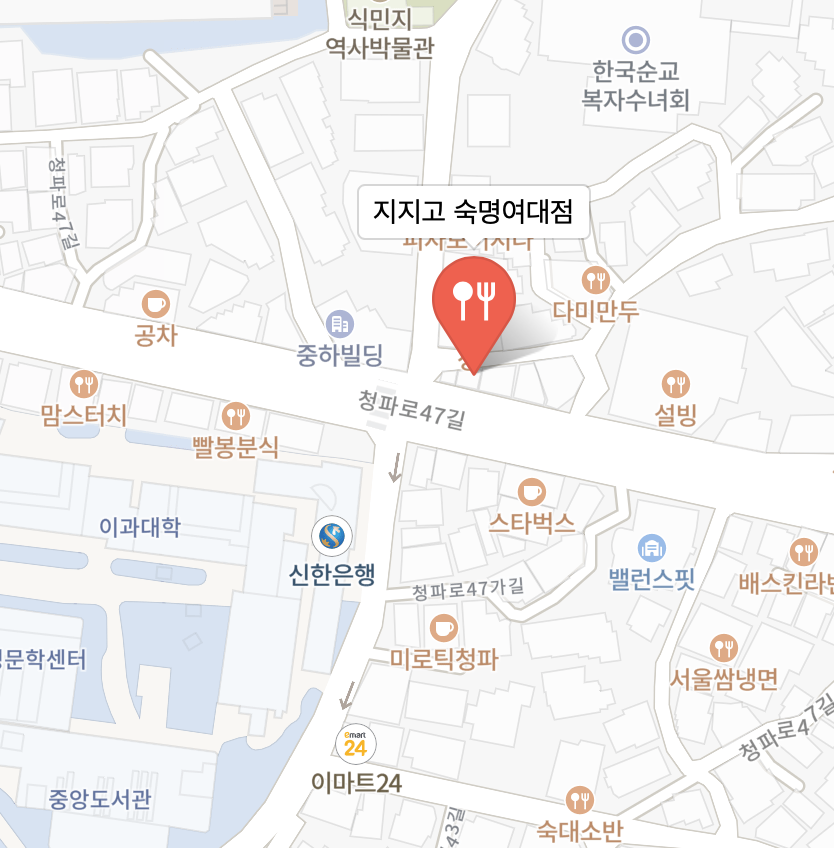 식민지
역사박물관
한국순교
복자수녀회
청파로47길
지지고 숙명여대점
다미만두
공차
중하빌딩
맘스터치
빨봉분식
청파로47길
설빙
이과대학
스타벅스
신한은행
밸런스핏
배스킨라빈
청파로47가길
미로틱청파
서울쌈냉면
문학센터
청파로47길
emart
24
이마트24
중앙도서관
숙대소반